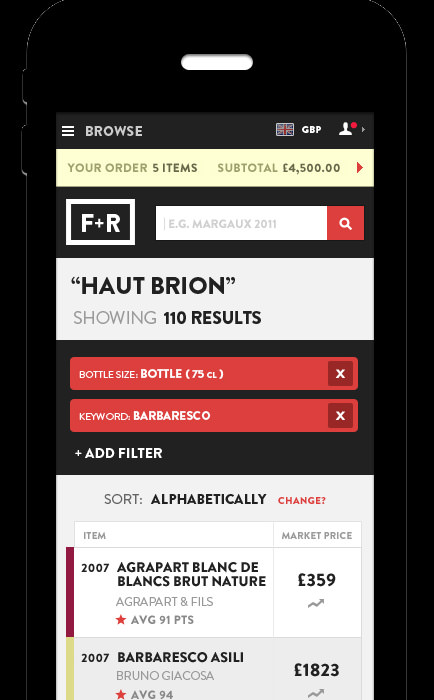 BROWSE GBP
YOUR ORDER 5 ITEMS SUBTOTAL £4,500.00
F+R E.G. MARGAUX 2011
“HAUT BRION”
SHOWING 110 RESULTS
BOTTLE SIZE: BOTTLE ( 75 CL ) X
KEYWORD: BARBARESCO X
+ ADD FILTER
SORT: ALPHABETICALLY CHANGE?
ITEM MARKET PRICE
2007 AGRAPART BLANC DE
BLANCS BRUT NATURE
£359
AGRAPART & FILS
AVG 91 PTS
2007 BARBARESCO ASILI
BRUNO GIACOSA
£1823
AVG 94